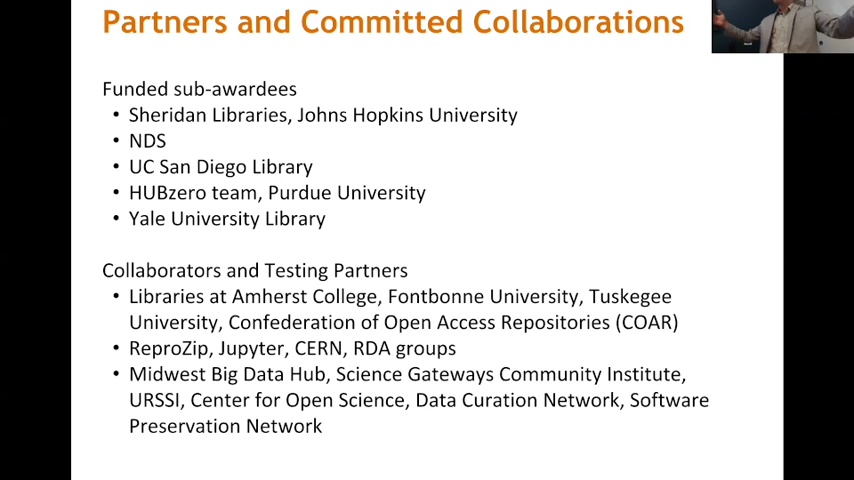 Partners and Committed Collaborations
Funded sub-awardees
• Sheridan Libraries, Johns Hopkins University
• NDS
• UC San Diego Library
• HUBzero team, Purdue University
• Yale University Library
Collaborators and Testing Partners
• Libraries at Amherst College, Fontbonne University, Tuskegee
University, Confederation of Open Access Repositories (COAR)
• ReproZip, Jupyter, CERN, RDA groups
• Midwest Big Data Hub, Science Gateways Community Institute,
URSSI, Center for Open Science, Data Curation Network, Software
Preservation Network